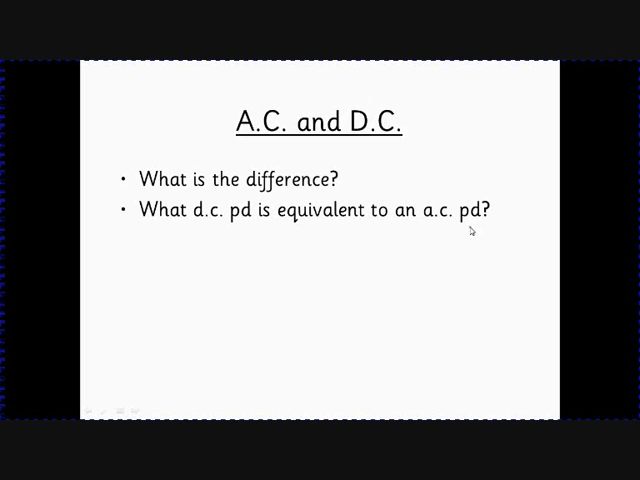 A.C. and D.C.
• What is the difference?
• What d.c. pd is equivalent to an a.c. pd?